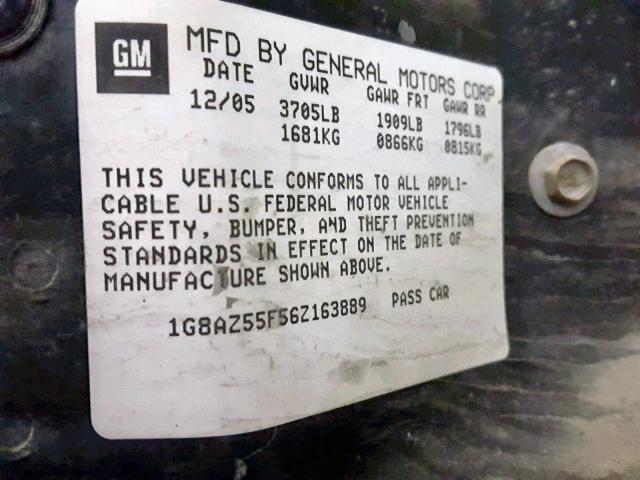 GM
MFD BY GENERAL MOTORS CORP
DATE GVWR GAWR FRT GAWR RR
12/05 3705LB 1909LB 1796LB
1681KG 0866KG 0815KG
THIS VEHICLE CONFORMS TO ALL APPLI-
CABLE U.S. FEDERAL MOTOR VEHICLE
SAFETY, BUMPER, AND THEFT PREVENTION
STANDARDS IN EFFECT ON THE DATE OF
MANUFACTURE SHOWN ABOVE.
1G8AZ55F56Z163889 PASS CAR